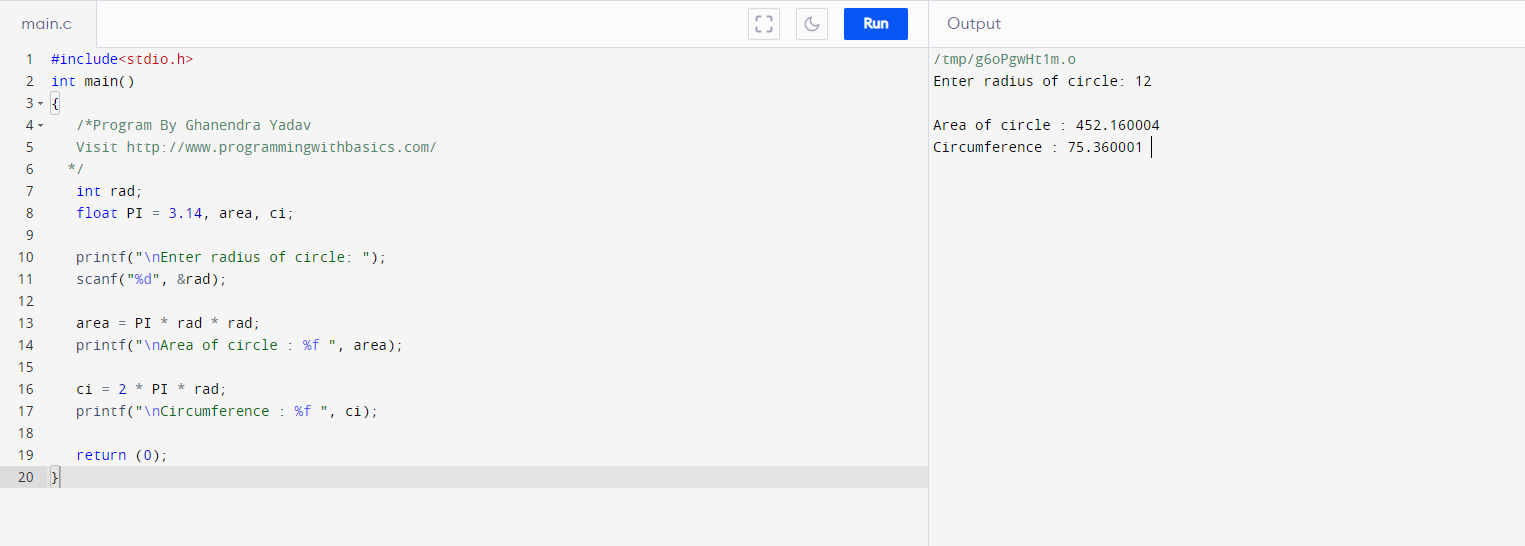 main.c
Run
Output
1 #include<stdio.h>
2 int main()
3 {
4 /*Program By Ghanendra Yadav
5 Visit http://www.programmingwithbasics.com/
6 */
7 int rad;
8 float PI = 3.14, area, ci;
9
10 printf("\nEnter radius of circle: ");
11 scanf("%d", &rad);
12
13 area = PI * rad * rad;
14 printf("\nArea of circle : %f ", area);
15
16 ci = 2 * PI * rad;
17 printf("\nCircumference : %f ", ci);
18
19 return (0);
20 }
/tmp/g6oPgwHt1m.o
Enter radius of circle: 12
Area of circle : 452.160004
Circumference : 75.360001